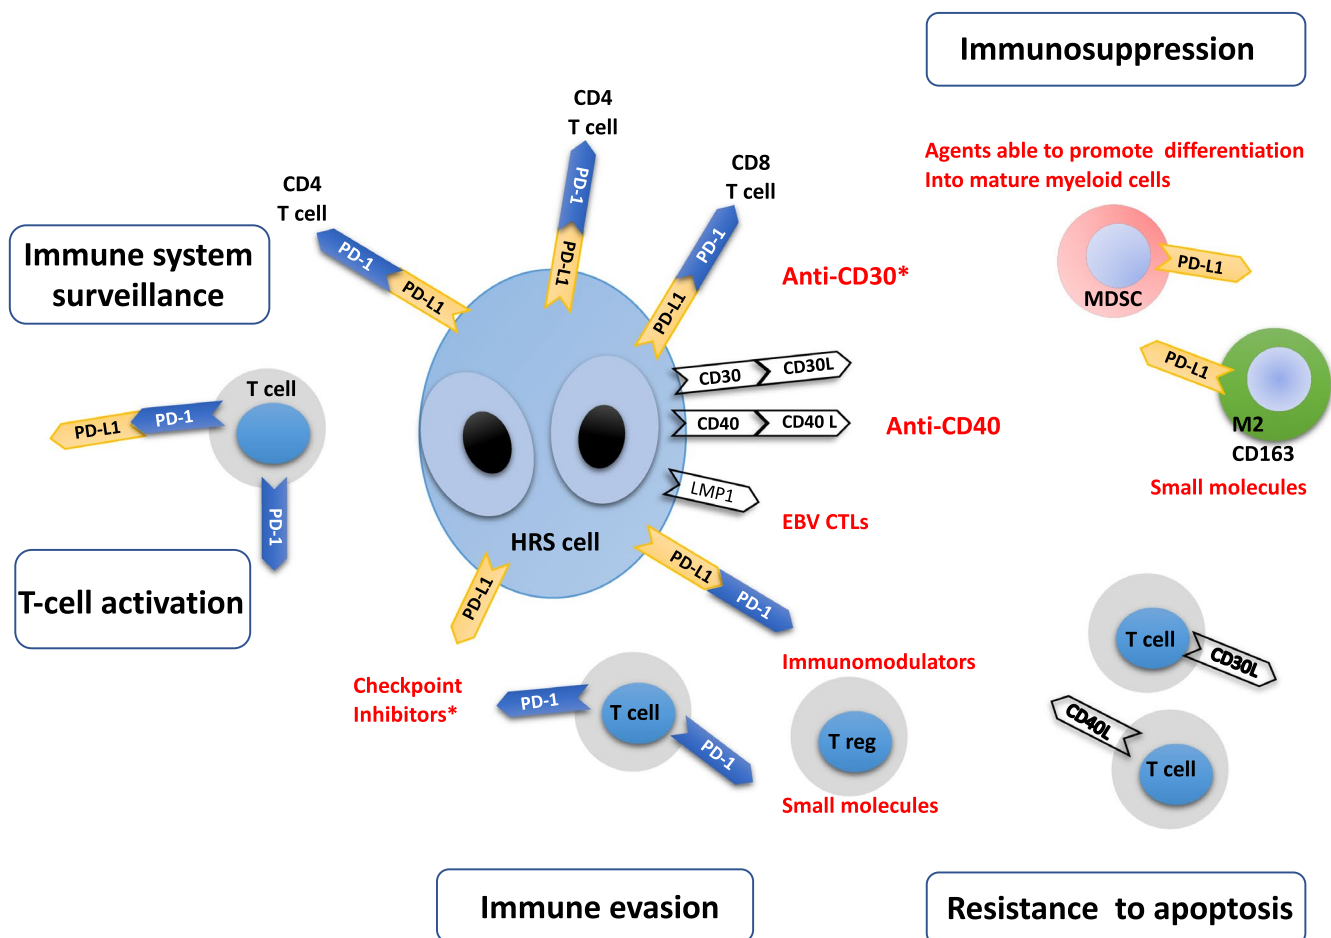 Immunosuppression
CD4
T cell
CD8
T cell
CD4
T cell
Agents able to promote differentiation
Into mature myeloid cells
PD-1
PD-L1
PD-1
PD-L1
PD-1
PD-L1
Immune system
surveillance
Anti-CD30*
PD-L1
MDSC
PD-L1
M2
CD163
Small molecules
T cell
PD-1
PD-L1
PD-1
CD30
CD30L
CD40
CD40 L
Anti-CD40
LMP1
EBV CTLs
HRS cell
T-cell activation
PD-L1
PD-L1
PD-1
Checkpoint
Inhibitors*
PD-1
T cell
PD-1
Immunomodulators
T reg
Small molecules
T cell
CD30L
CD40L
T cell
Immune evasion
Resistance to apoptosis